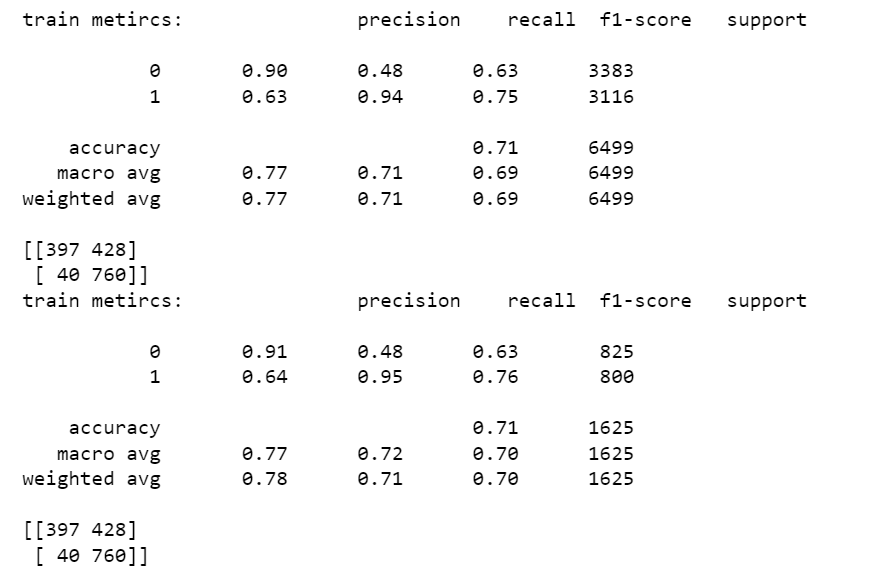 train metircs:               precision    recall  f1-score   support
           0       0.90      0.48      0.63      3383
           1       0.63      0.94      0.75      3116
    accuracy                           0.71      6499
   macro avg       0.77      0.71      0.69      6499
weighted avg       0.77      0.71      0.69      6499
[[397 428]
 [ 40 760]]
train metircs:               precision    recall  f1-score   support
           0       0.91      0.48      0.63       825
           1       0.64      0.95      0.76       800
    accuracy                           0.71      1625
   macro avg       0.77      0.72      0.70      1625
weighted avg       0.78      0.71      0.70      1625
[[397 428]
 [ 40 760]]